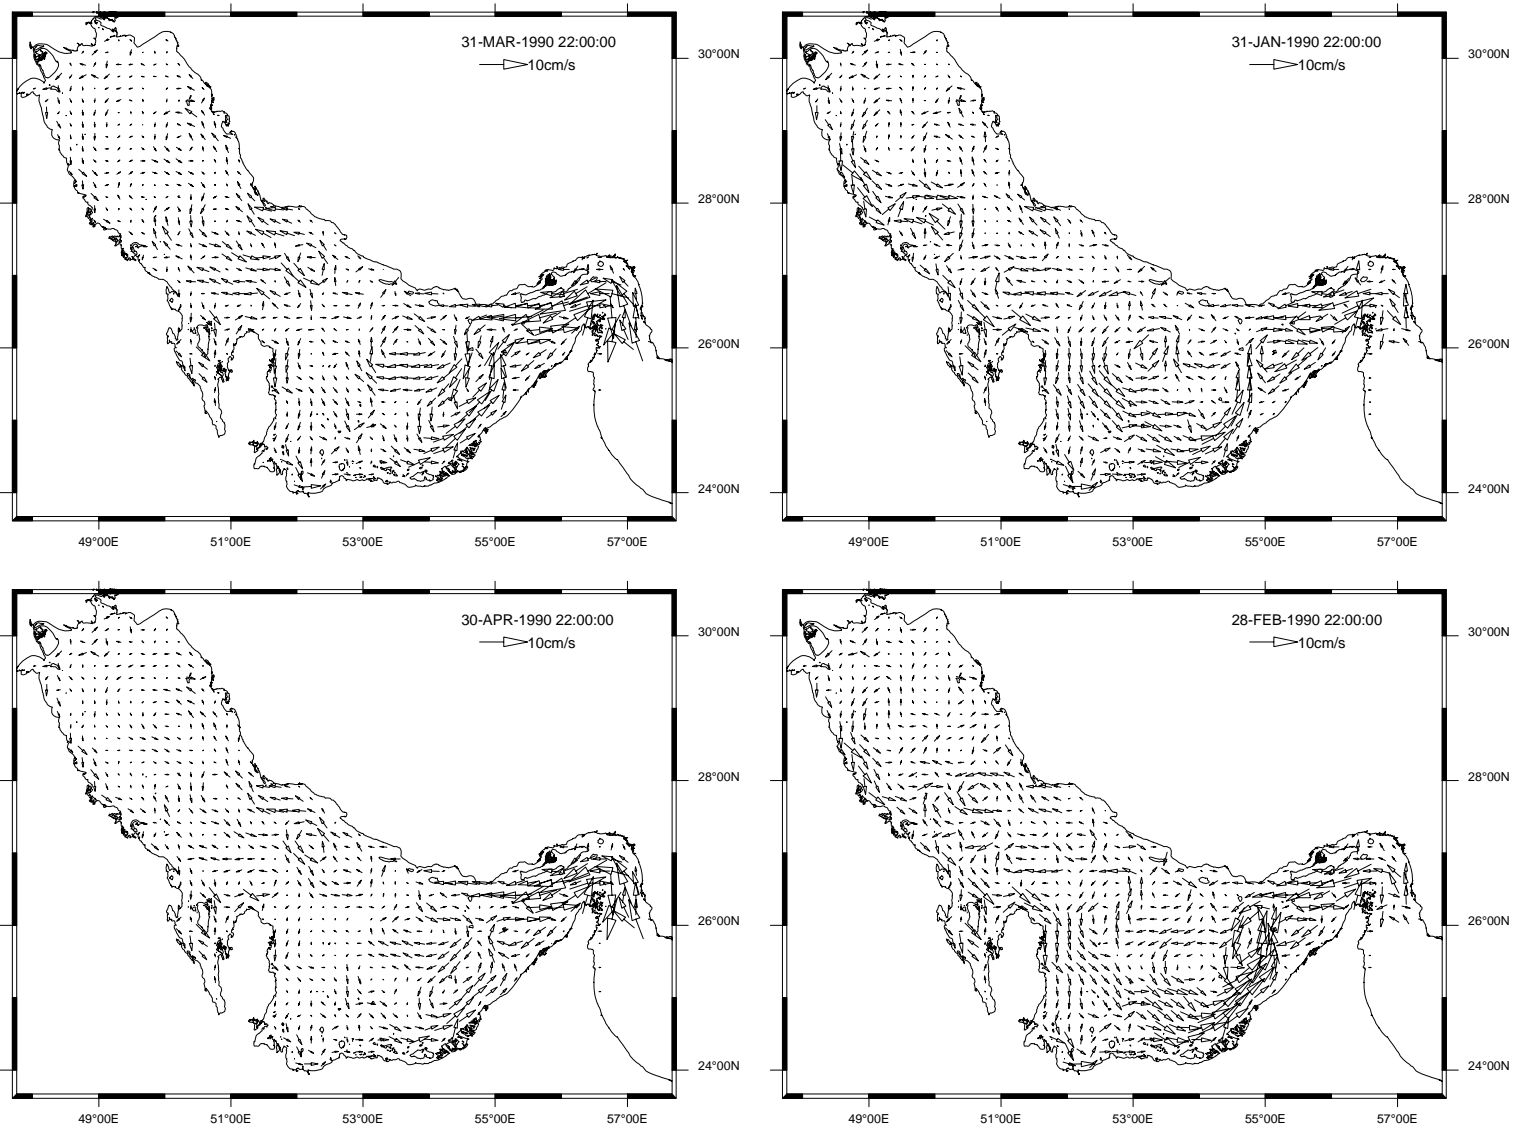 31-MAR-1990 22:00:00
10cm/s
30°00N
28°00N
26°00N
24°00N
49°00E 51°00E 53°00E 55°00E 57°00E
31-JAN-1990 22:00:00
10cm/s
30°00N
28°00N
26°00N
24°00N
49°00E 51°00E 53°00E 55°00E 57°00E
30-APR-1990 22:00:00
10cm/s
30°00N
28°00N
26°00N
24°00N
49°00E 51°00E 53°00E 55°00E 57°00E
28-FEB-1990 22:00:00
10cm/s
30°00N
28°00N
26°00N
24°00N
49°00E 51°00E 53°00E 55°00E 57°00E